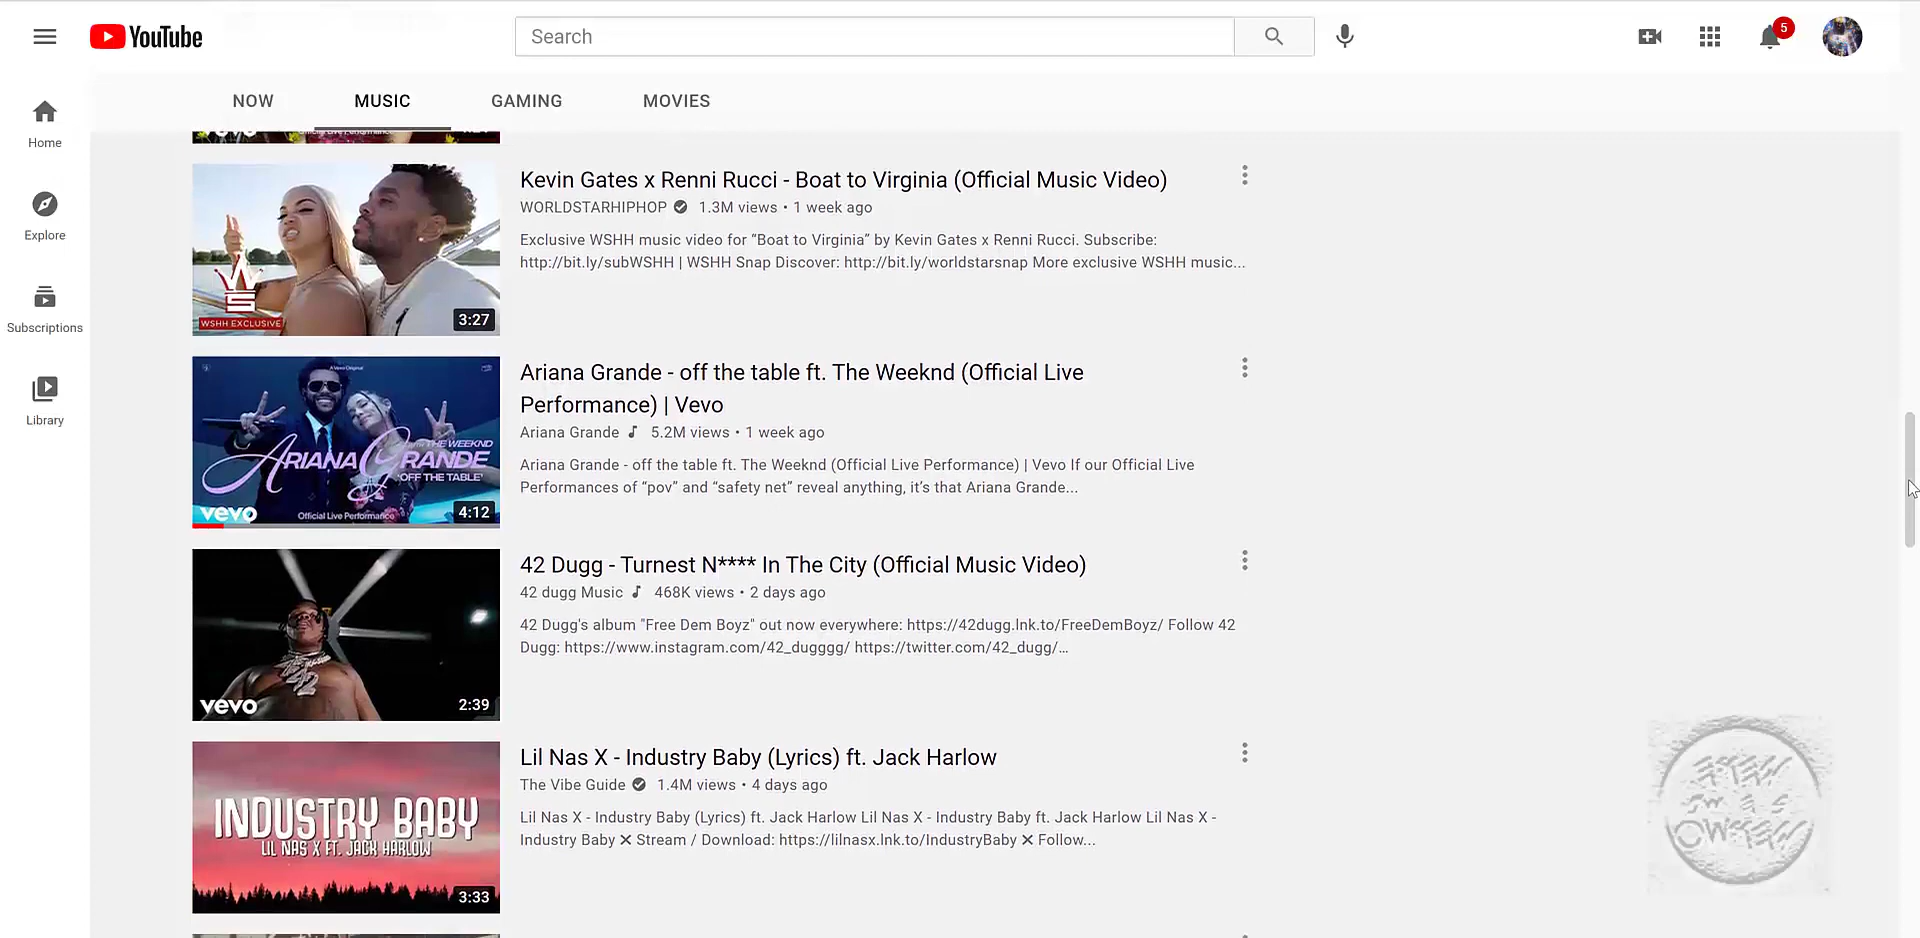 YouTube
Search
5
NOW
MUSIC
GAMING
MOVIES
Home
Explore
Subscriptions
Library
Kevin Gates x Renni Rucci - Boat to Virginia (Official Music Video)
WORLDSTARHIPHOP 1.3M views • 1 week ago
Exclusive WSHH music video for “Boat to Virginia” by Kevin Gates x Renni Rucci. Subscribe:
http://bit.ly/subWSHH | WSHH Snap Discover: http://bit.ly/worldstarsnap More exclusive WSHH music...
WSHH EXCLUSIVE
3:27
Ariana Grande - off the table ft. The Weeknd (Official Live
Performance) | Vevo
Ariana Grande 5.2M views • 1 week ago
Ariana Grande - off the table ft. The Weeknd (Official Live Performance) | Vevo If our Official Live
Performances of “pov” and “safety net” reveal anything, it’s that Ariana Grande...
A Vevo Original
THE WEEKND
ARIANA GRANDE
'OFF THE TABLE'
vevo
Official Live Performance
4:12
42 Dugg - Turnest N**** In The City (Official Music Video)
42 dugg Music 468K views • 2 days ago
42 Dugg's album "Free Dem Boyz" out now everywhere: https://42dugg.lnk.to/FreeDemBoyz/ Follow 42
Dugg: https://www.instagram.com/42_dugggg/ https://twitter.com/42_dugg/...
vevo
2:39
Lil Nas X - Industry Baby (Lyrics) ft. Jack Harlow
The Vibe Guide 1.4M views • 4 days ago
Lil Nas X - Industry Baby (Lyrics) ft. Jack Harlow Lil Nas X - Industry Baby ft. Jack Harlow Lil Nas X -
Industry Baby ❌ Stream / Download: https://lilnasx.lnk.to/IndustryBaby ❌ Follow...
INDUSTRY BABY
LIL NAS X FT. JACK HARLOW
3:33